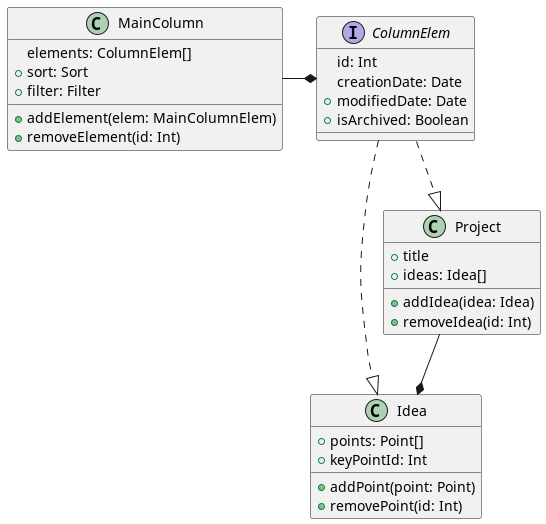 C MainColumn
elements: ColumnElem[]
sort: Sort
filter: Filter
addElement(elem: MainColumnElem)
removeElement(id: Int)
I ColumnElem
id: Int
creationDate: Date
modifiedDate: Date
isArchived: Boolean
C Project
title
ideas: Idea[]
addIdea(idea: Idea)
removeIdea(id: Int)
C Idea
points: Point[]
keyPointId: Int
addPoint(point: Point)
removePoint(id: Int)